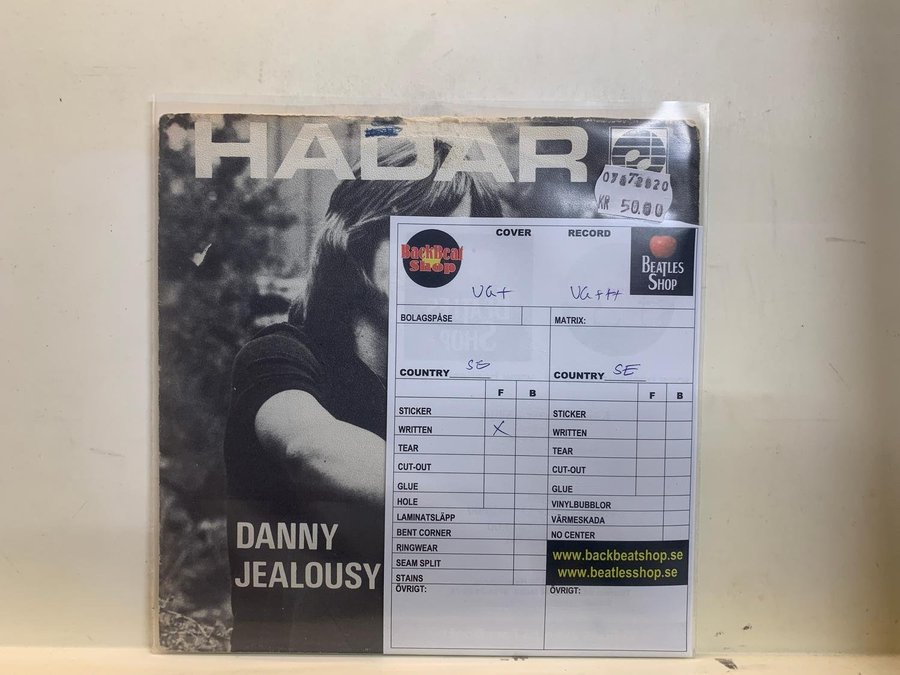 HADAR
07672020
KR 50.00
COVER RECORD
BackBeat
Shop
BEATLES
SHOP
VG+ VG+++
BOLAGSPÅSE MATRIX:
COUNTRY SE COUNTRY SE
F B F B
STICKER STICKER
WRITTEN X WRITTEN
TEAR TEAR
CUT-OUT CUT-OUT
GLUE GLUE
HOLE VINYLBUBBLOR
LAMINATSLÄPP VÄRMESKADA
BENT CORNER NO CENTER
RINGWEAR www.backbeatshop.se
SEAM SPLIT www.beatlesshop.se
STAINS
ÖVRIGT: ÖVRIGT:
DANNY
JEALOUSY